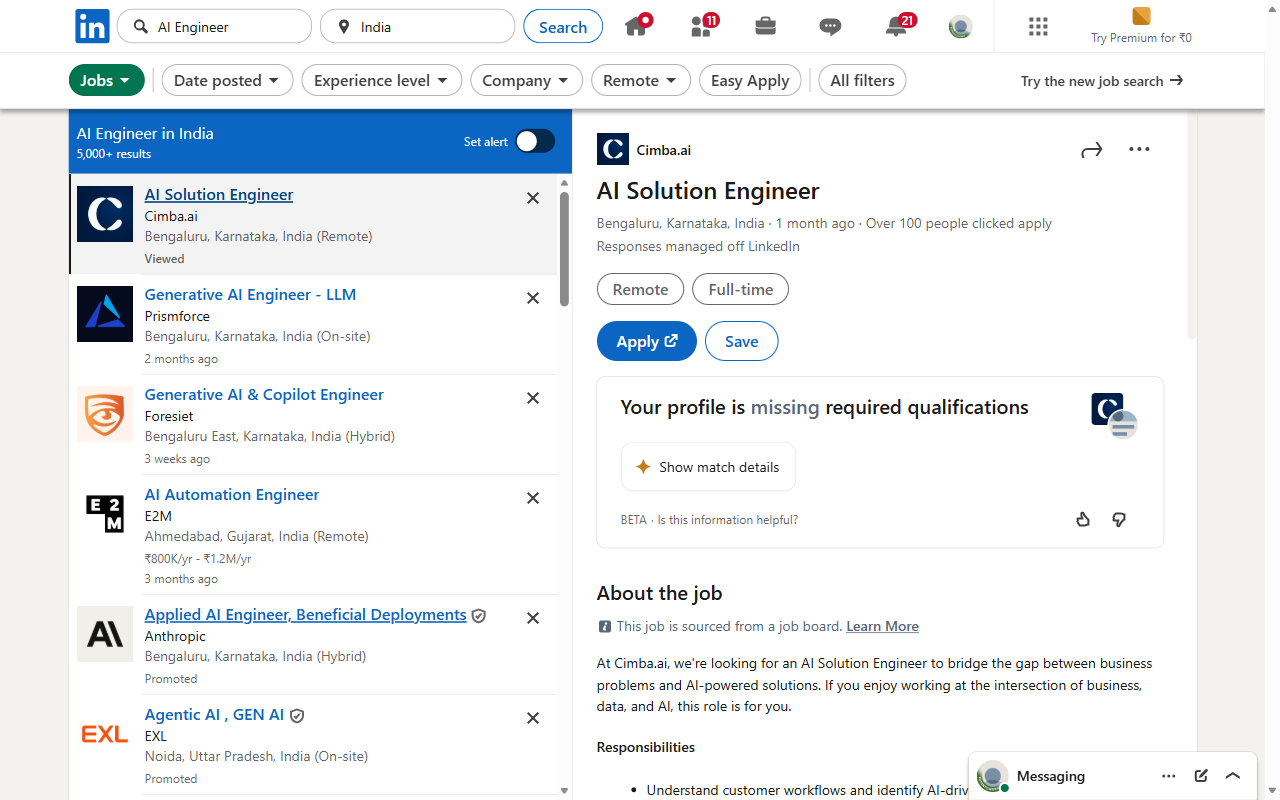 in
AI Engineer
India
Search
11
21
Try Premium for ₹0
Jobs
Date posted
Experience level
Company
Remote
Easy Apply
All filters
Try the new job search
AI Engineer in India
5,000+ results
Set alert
AI Solution Engineer
Cimba.ai
Bengaluru, Karnataka, India (Remote)
Viewed
Generative AI Engineer - LLM
Prismforce
Bengaluru, Karnataka, India (On-site)
2 months ago
Generative AI & Copilot Engineer
Foresiet
Bengaluru East, Karnataka, India (Hybrid)
3 weeks ago
E2M
AI Automation Engineer
E2M
Ahmedabad, Gujarat, India (Remote)
₹800K/yr - ₹1.2M/yr
3 months ago
Applied AI Engineer, Beneficial Deployments
Anthropic
Bengaluru, Karnataka, India (Hybrid)
Promoted
EXL
Agentic AI , GEN AI
EXL
Noida, Uttar Pradesh, India (On-site)
Promoted
Cimba.ai
AI Solution Engineer
Bengaluru, Karnataka, India · 1 month ago · Over 100 people clicked apply
Responses managed off LinkedIn
Remote
Full-time
Apply
Save
Your profile is missing required qualifications
Show match details
BETA · Is this information helpful?
About the job
This job is sourced from a job board. Learn More
At Cimba.ai, we're looking for an AI Solution Engineer to bridge the gap between business
problems and AI-powered solutions. If you enjoy working at the intersection of business,
data, and AI, this role is for you.
Responsibilities
• Understand customer workflows and identify AI-driv
Messaging